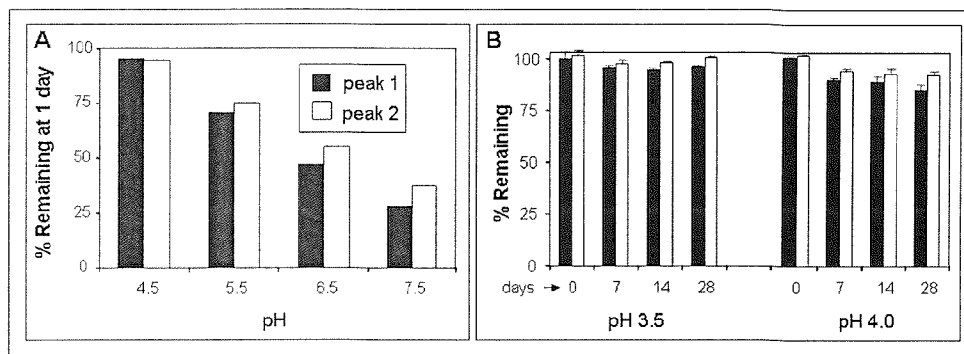 A
% Remaining at 1 day
100
75
50
25
0
peak 1
peak 2
4.5 5.5 6.5 7.5
pH
B
% Remaining
100
75
50
25
0
days → 0 7 14 28 0 7 14 28
pH 3.5 pH 4.0